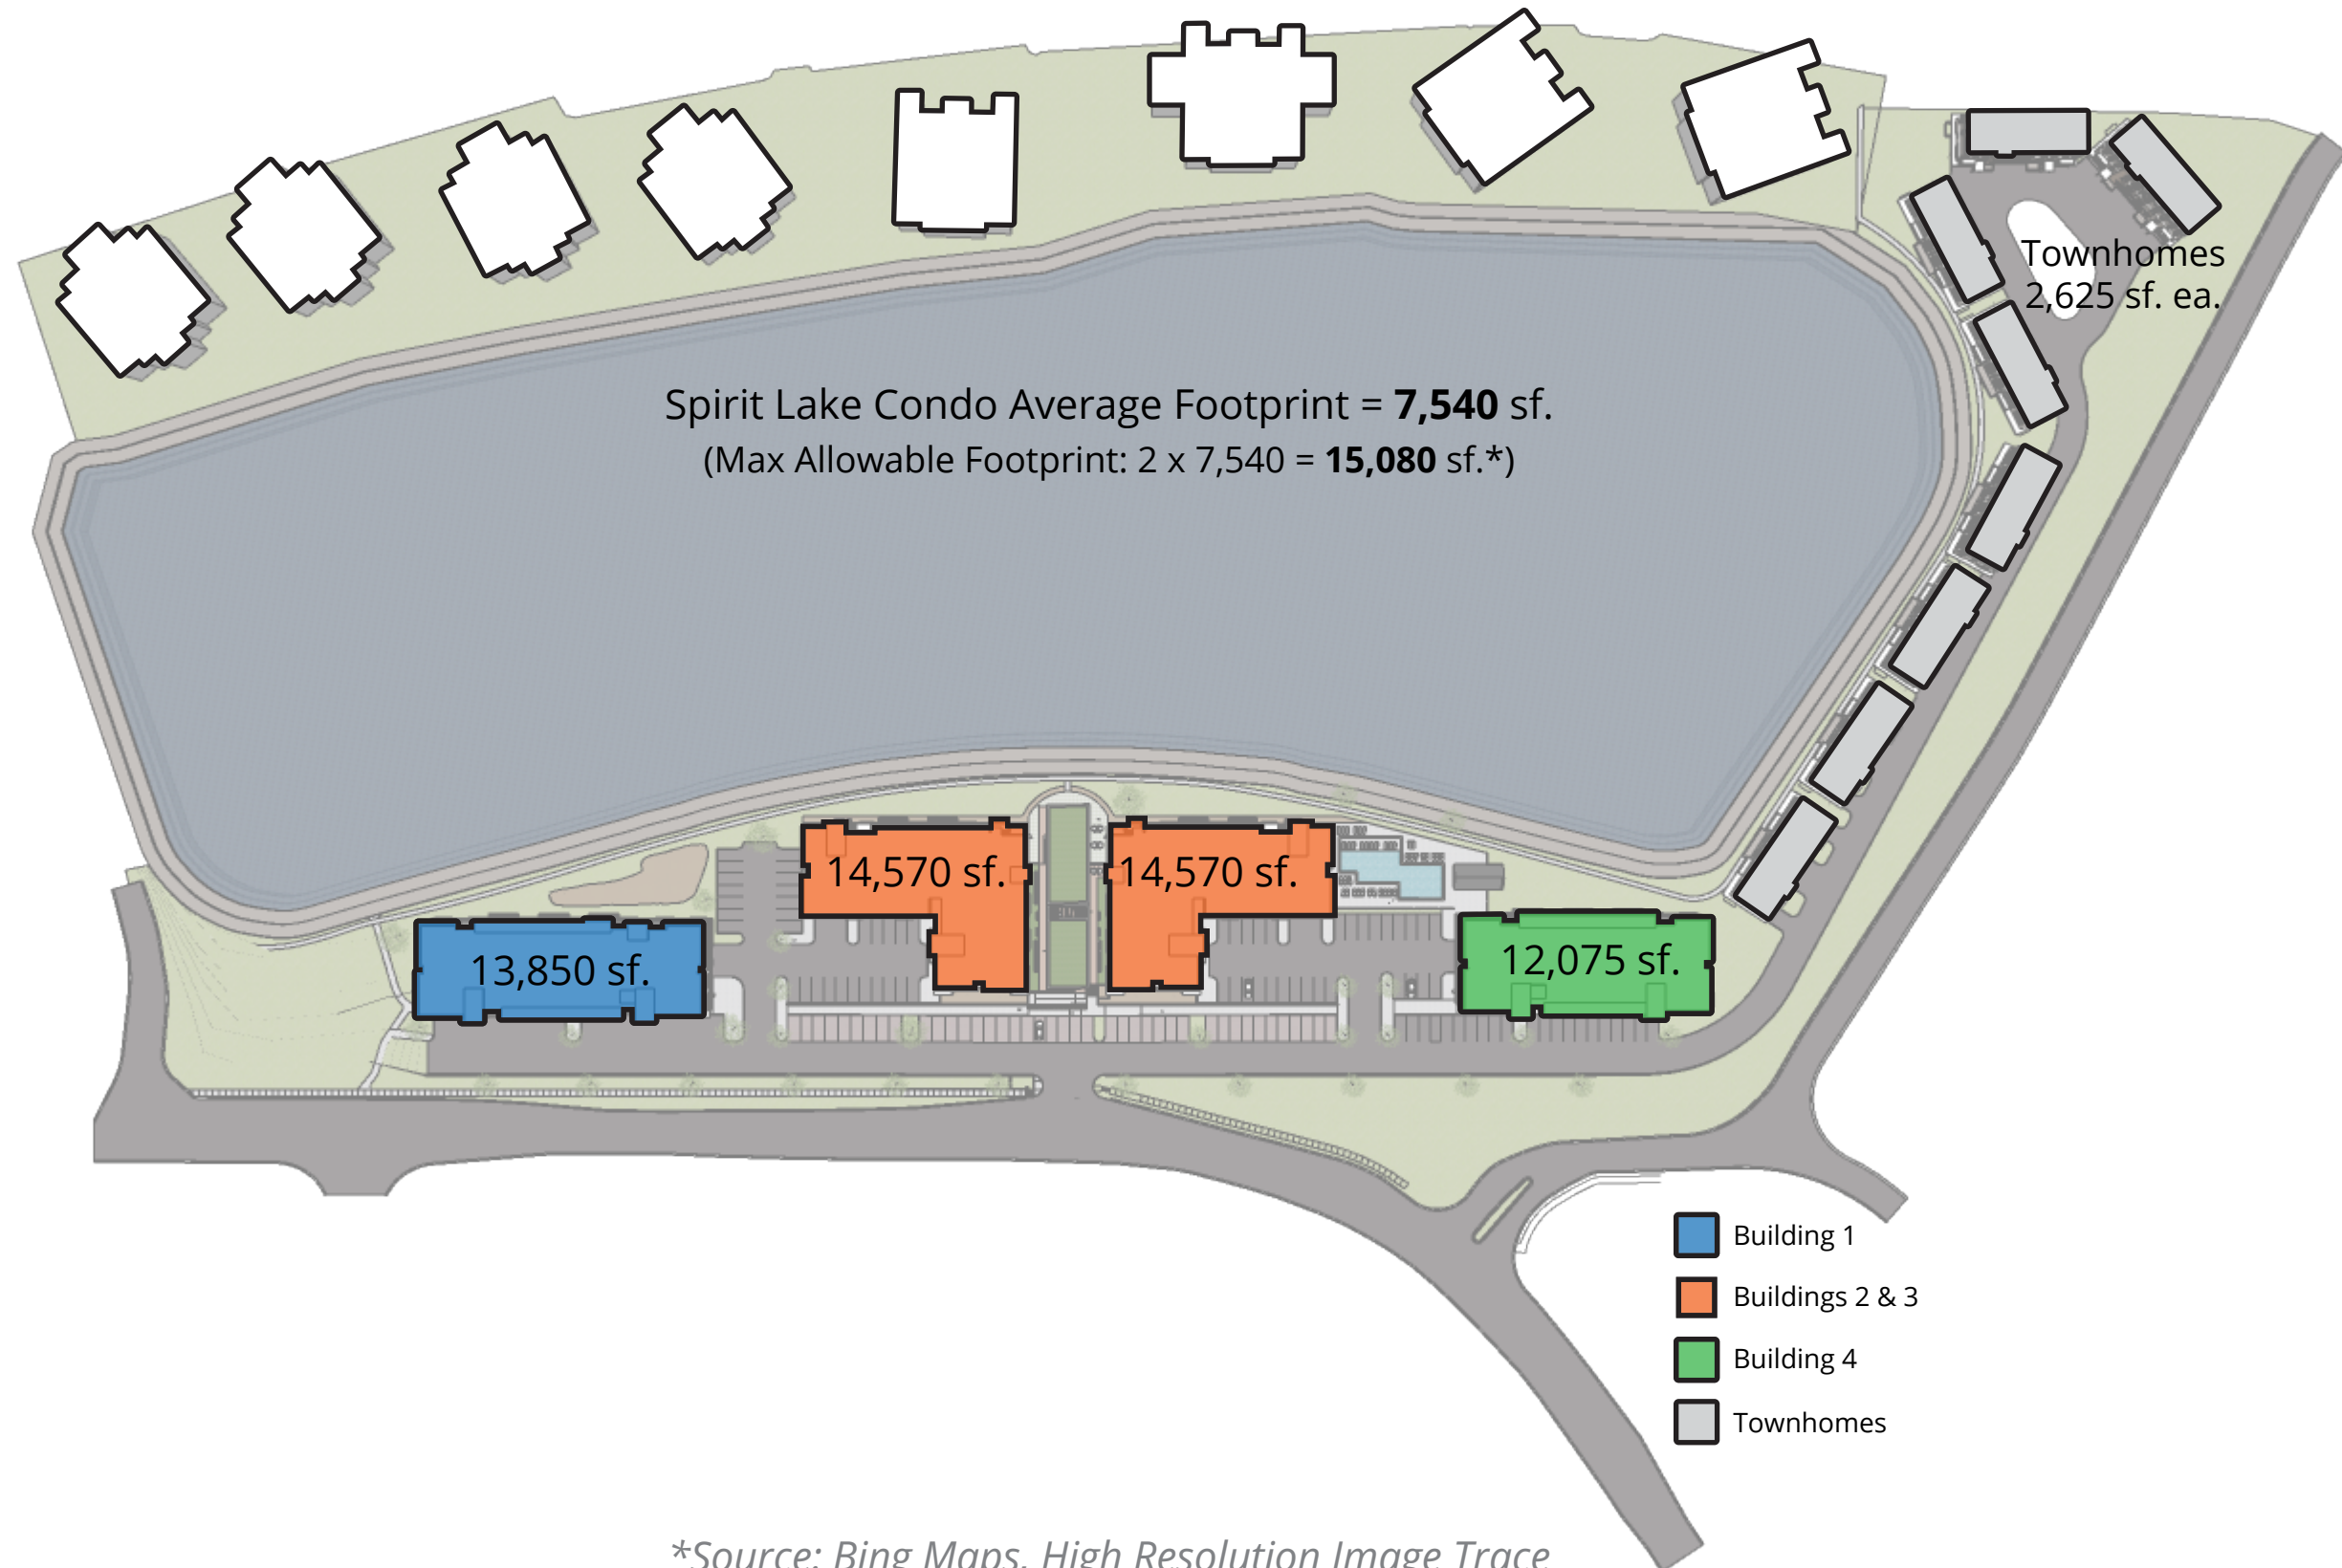 Townhomes
2,625 sf. ea.
Spirit Lake Condo Average Footprint = 7,540 sf.
(Max Allowable Footprint: 2 x 7,540 = 15,080 sf.*)
14,570 sf.
14,570 sf.
13,850 sf.
12,075 sf.
Building 1
Buildings 2 & 3
Building 4
Townhomes
*Source: Bing Maps, High Resolution Image Trace